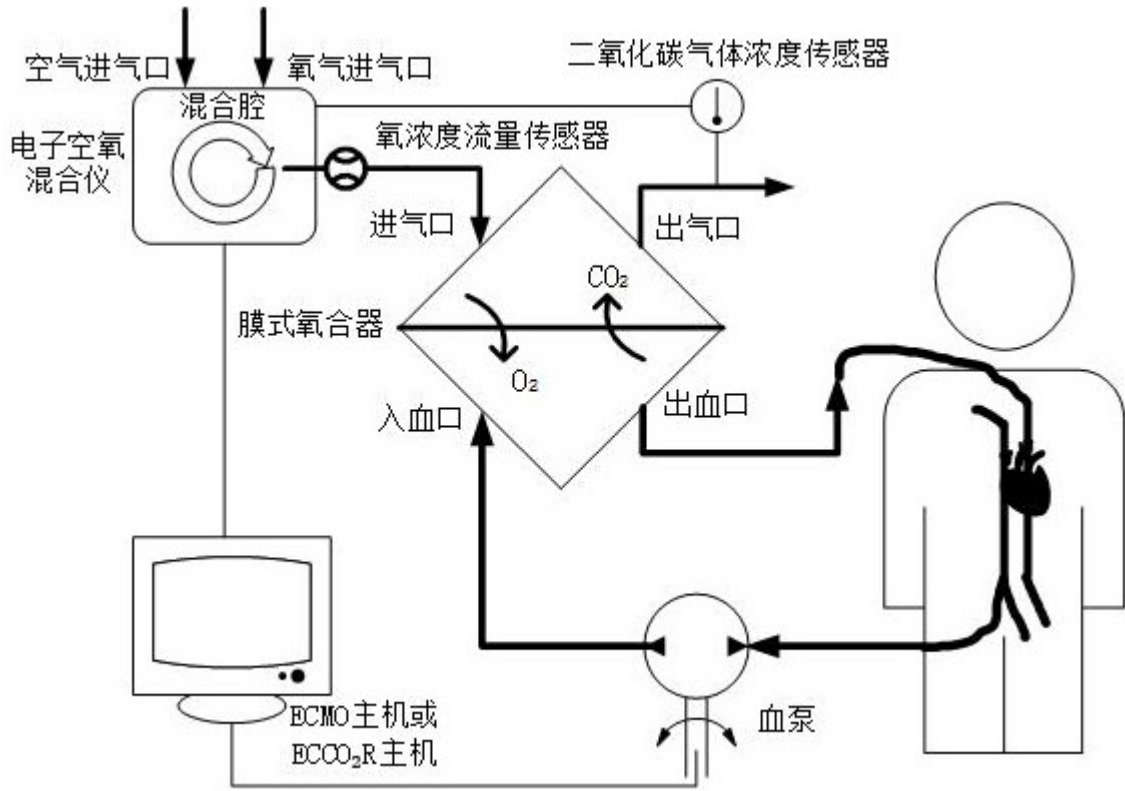 空气进气口
氧气进气口
二氧化碳气体浓度传感器
混合腔
电子空氧
混合仪
氧浓度流量传感器
进气口
出气口
CO₂
膜式氧合器
O₂
入血口
出血口
ECMO主机或
ECCO₂R主机
血泵